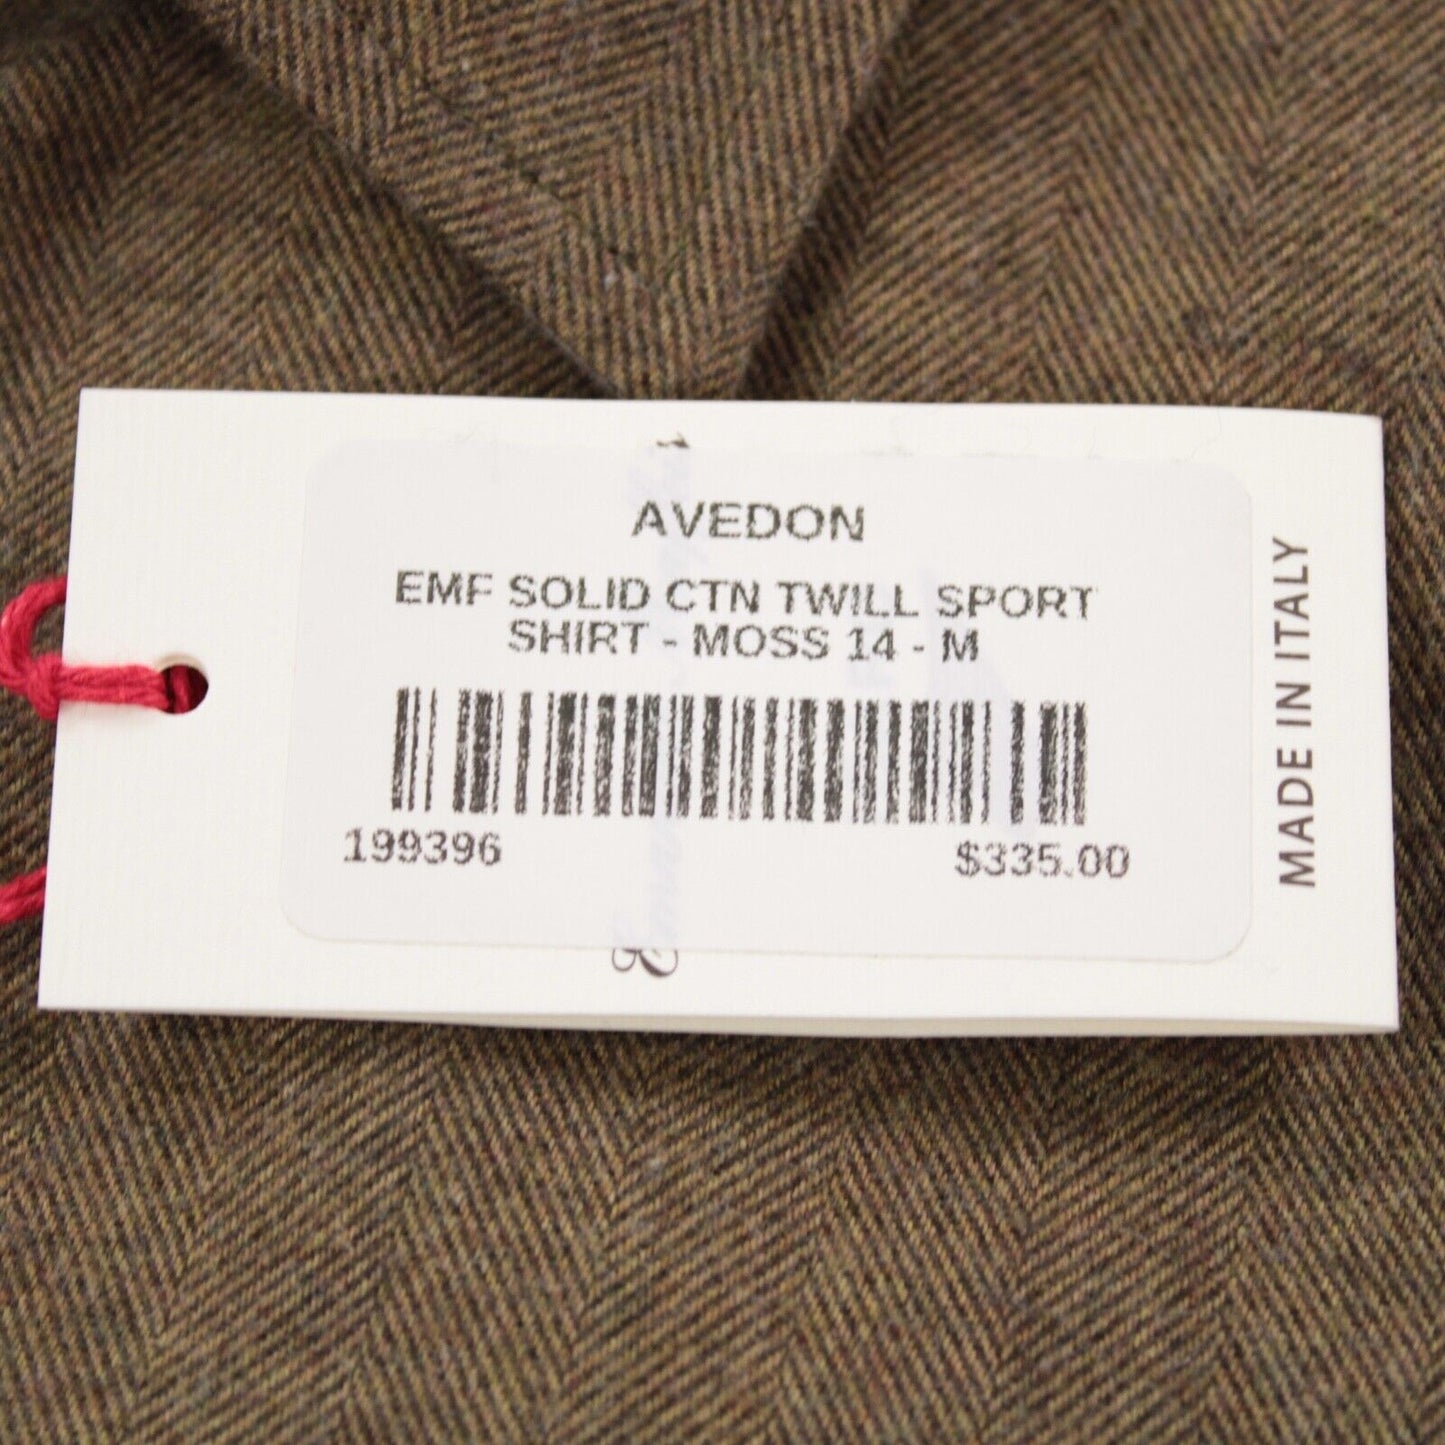 AVEDON
EMF SOLID CTN TWILL SPORT
SHIRT - MOSS 14 - M
199396
$335.00
MADE IN ITALY